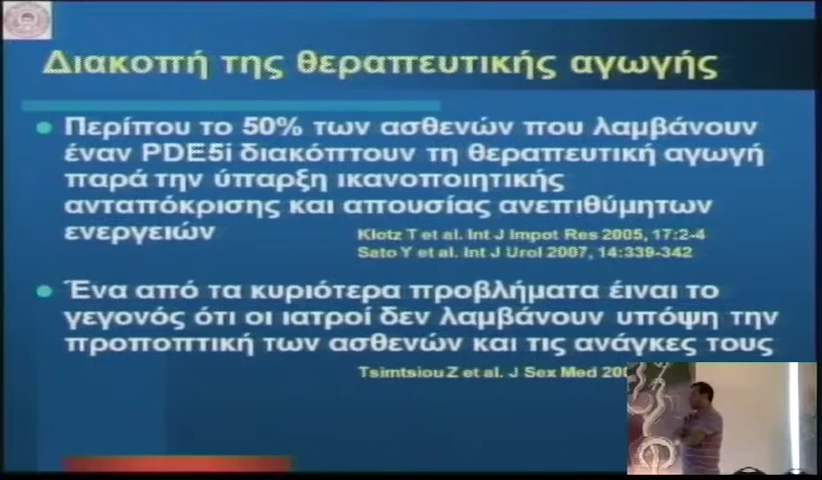 Διακοπή της θεραπευτικής αγωγής
Περίπου το 50% των ασθενών που λαμβάνουν
έναν PDE5i διακόπτουν τη θεραπευτική αγωγή
παρά την ύπαρξη ικανοποιητικής
ανταπόκρισης και απουσίας ανεπιθύμητων
ενεργειών
Klotz T et al. Int J Impot Res 2005, 17:2-4
Sato Y et al. Int J Urol 2007, 14:339-342
Ένα από τα κυριότερα προβλήματα έιναι το
γεγονός ότι οι ιατροί δεν λαμβάνουν υπόψη την
προποπτική των ασθενών και τις ανάγκες τους
Tsimtsiou Z et al. J Sex Med